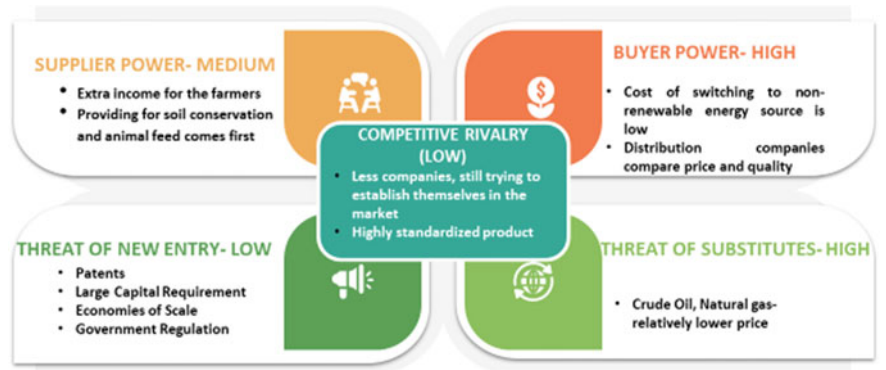 SUPPLIER POWER- MEDIUM
• Extra income for the farmers
• Providing for soil conservation
and animal feed comes first
BUYER POWER- HIGH
• Cost of switching to non-
renewable energy source is
low
• Distribution companies
compare price and quality
COMPETITIVE RIVALRY
(LOW)
• Less companies, still trying to
establish themselves in the
market
• Highly standardized product
THREAT OF NEW ENTRY- LOW
• Patents
• Large Capital Requirement
• Economies of Scale
• Government Regulation
THREAT OF SUBSTITUTES- HIGH
• Crude Oil, Natural gas-
relatively lower price